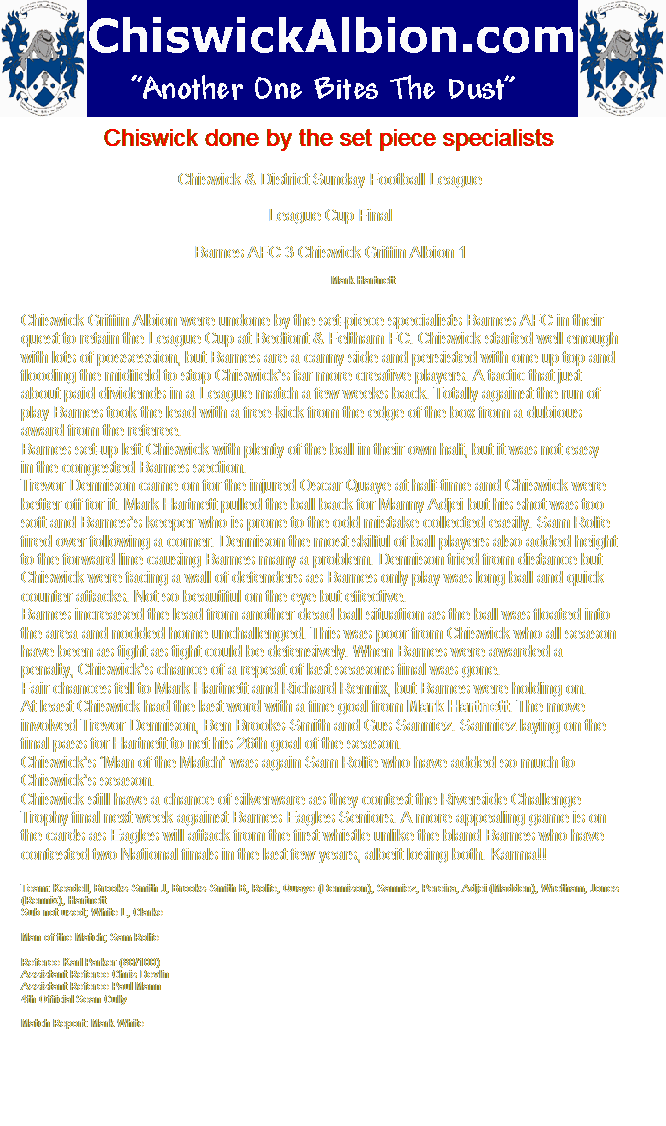 ChiswickAlbion.com
"Another One Bites The Dust"
Chiswick done by the set piece specialists
Chiswick & District Sunday Football League
League Cup Final
Barnes AFC 3 Chiswick Griffin Albion 1
Mark Hartnett
Chiswick Griffin Albion were undone by the set piece specialists Barnes AFC in their
quest to retain the League Cup at Bedfont & Feltham FC. Chiswick started well enough
with lots of possession, but Barnes are a canny side and persisted with one up top and
flooding the midfield to stop Chiswick's far more creative players. A tactic that just
about paid dividends in a League match a few weeks back. Totally against the run of
play Barnes took the lead with a free kick from the edge of the box from a dubious
award from the referee.
Barnes set up left Chiswick with plenty of the ball in their own half, but it was not easy
in the congested Barnes section.
Trevor Dennison came on for the injured Oscar Quaye at half-time and Chiswick were
better off for it. Mark Hartnett pulled the ball back for Manny Adjei but his shot was too
soft and Barnes's keeper who is prone to the odd mistake collected easily. Sam Rolfe
fired over following a corner. Dennison the most skilful of ball players also added height
to the forward line causing Barnes many a problem. Dennison tried from distance but
Chiswick were facing a wall of defenders as Barnes only play was long ball and quick
counter attacks. Not so beautiful on the eye but effective.
Barnes increased the lead from another dead ball situation as the ball was floated into
the area and nodded home unchallenged. This was poor from Chiswick who all season
have been as tight as tight could be defensively. When Barnes were awarded a
penalty, Chiswick's chance of a repeat of last seasons final was gone.
Fair chances fell to Mark Hartnett and Richard Rennix, but Barnes were holding on.
At least Chiswick had the last word with a fine goal from Mark Hartnett. The move
involved Trevor Dennison, Ben Brooks-Smith and Gus Sanniez. Sanniez laying on the
final pass for Hartnett to net his 26th goal of the season.
Chiswick's 'Man of the Match' was again Sam Rolfe who have added so much to
Chiswick's season.
Chiswick still have a chance of silverware as they contest the Riverside Challenge
Trophy final next week against Barnes Eagles Seniors. A more appealing game is on
the cards as Eagles will attack from the first whistle unlike the bland Barnes who have
contested two National finals in the last few years, albeit losing both. Karma!!
Team: Keadell, Brooks-Smith J, Brooks-Smith B, Rolfe, Quaye (Dennison), Sanniez, Pereira, Adjei (Madden), Wretham, Jones
(Rennix), Hartnett
Sub not used; White L, Clarke
Man of the Match; Sam Rolfe
Referee Karl Parker
Assistant Referee Chris Devlin
Assistant Referee Paul Mann
4th Official Sean Cully
Match Report: Mark White